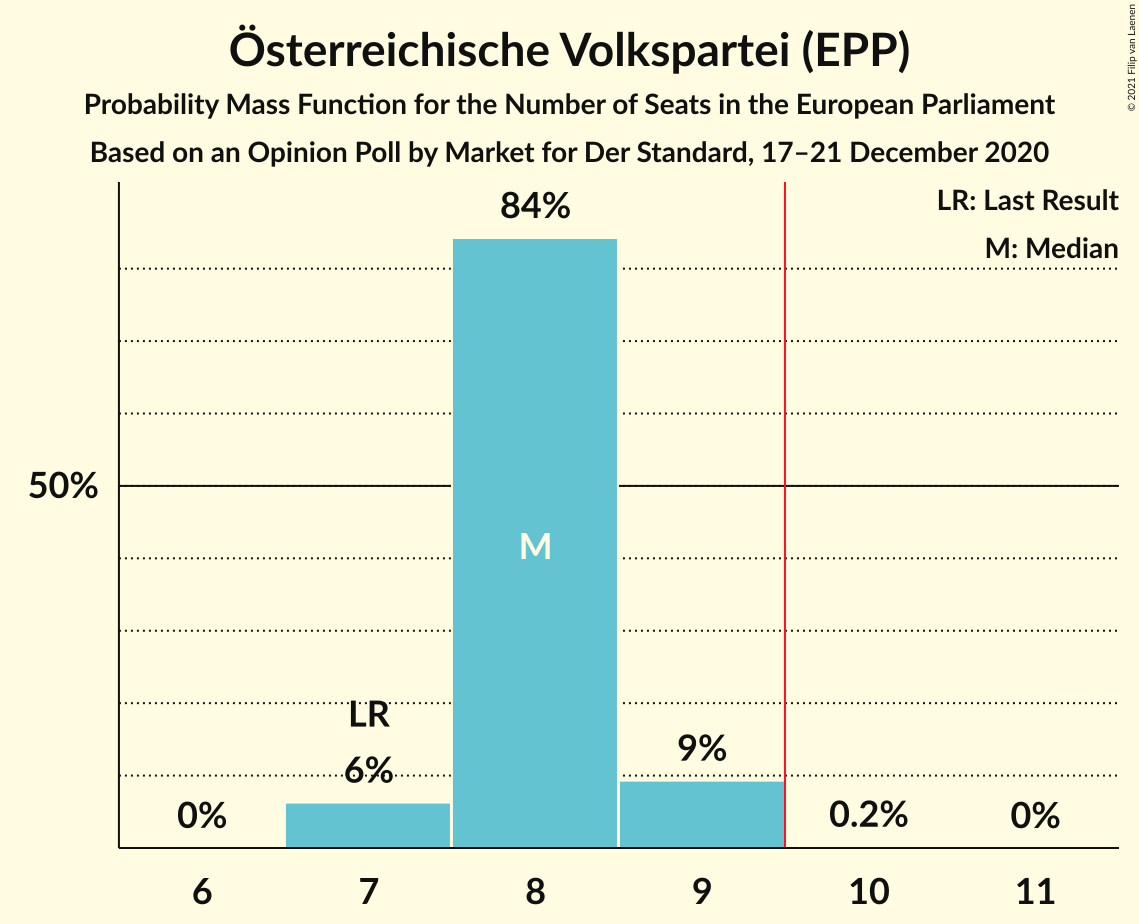 Österreichische Volkspartei (EPP)
Probability Mass Function for the Number of Seats in the European Parliament
Based on an Opinion Poll by Market for Der Standard, 17–21 December 2020
© 2021 Filip van Laenen
LR: Last Result
M: Median
84%
50%
M
LR
6%
9%
0%
0.2%
0%
6 7 8 9 10 11